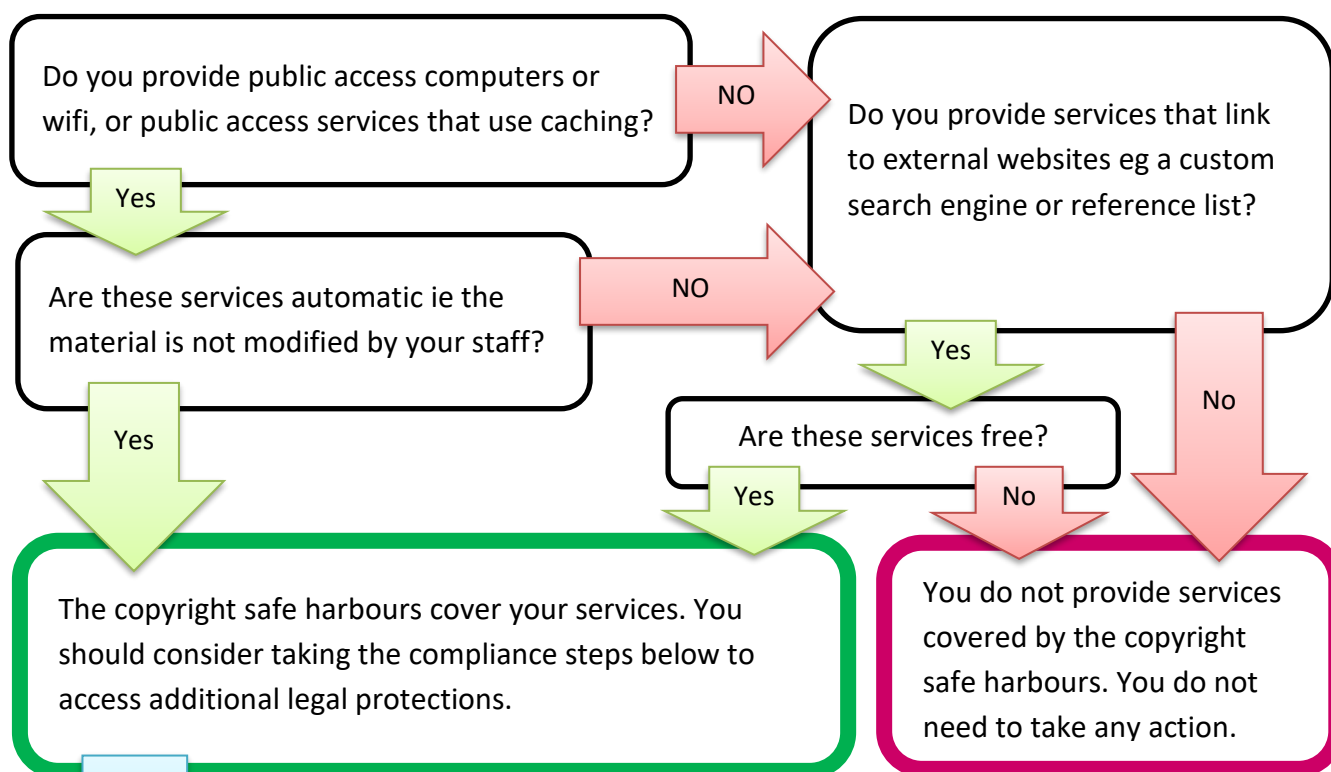 Do you provide public access computers or
wifi, or public access services that use caching?
NO
Do you provide services that link
to external websites eg a custom
search engine or reference list?
Yes
Are these services automatic ie the
material is not modified by your staff?
NO
Yes
No
Are these services free?
Yes
Yes
No
The copyright safe harbours cover your services. You
should consider taking the compliance steps below to
access additional legal protections.
You do not provide services
covered by the copyright
safe harbours. You do not
need to take any action.